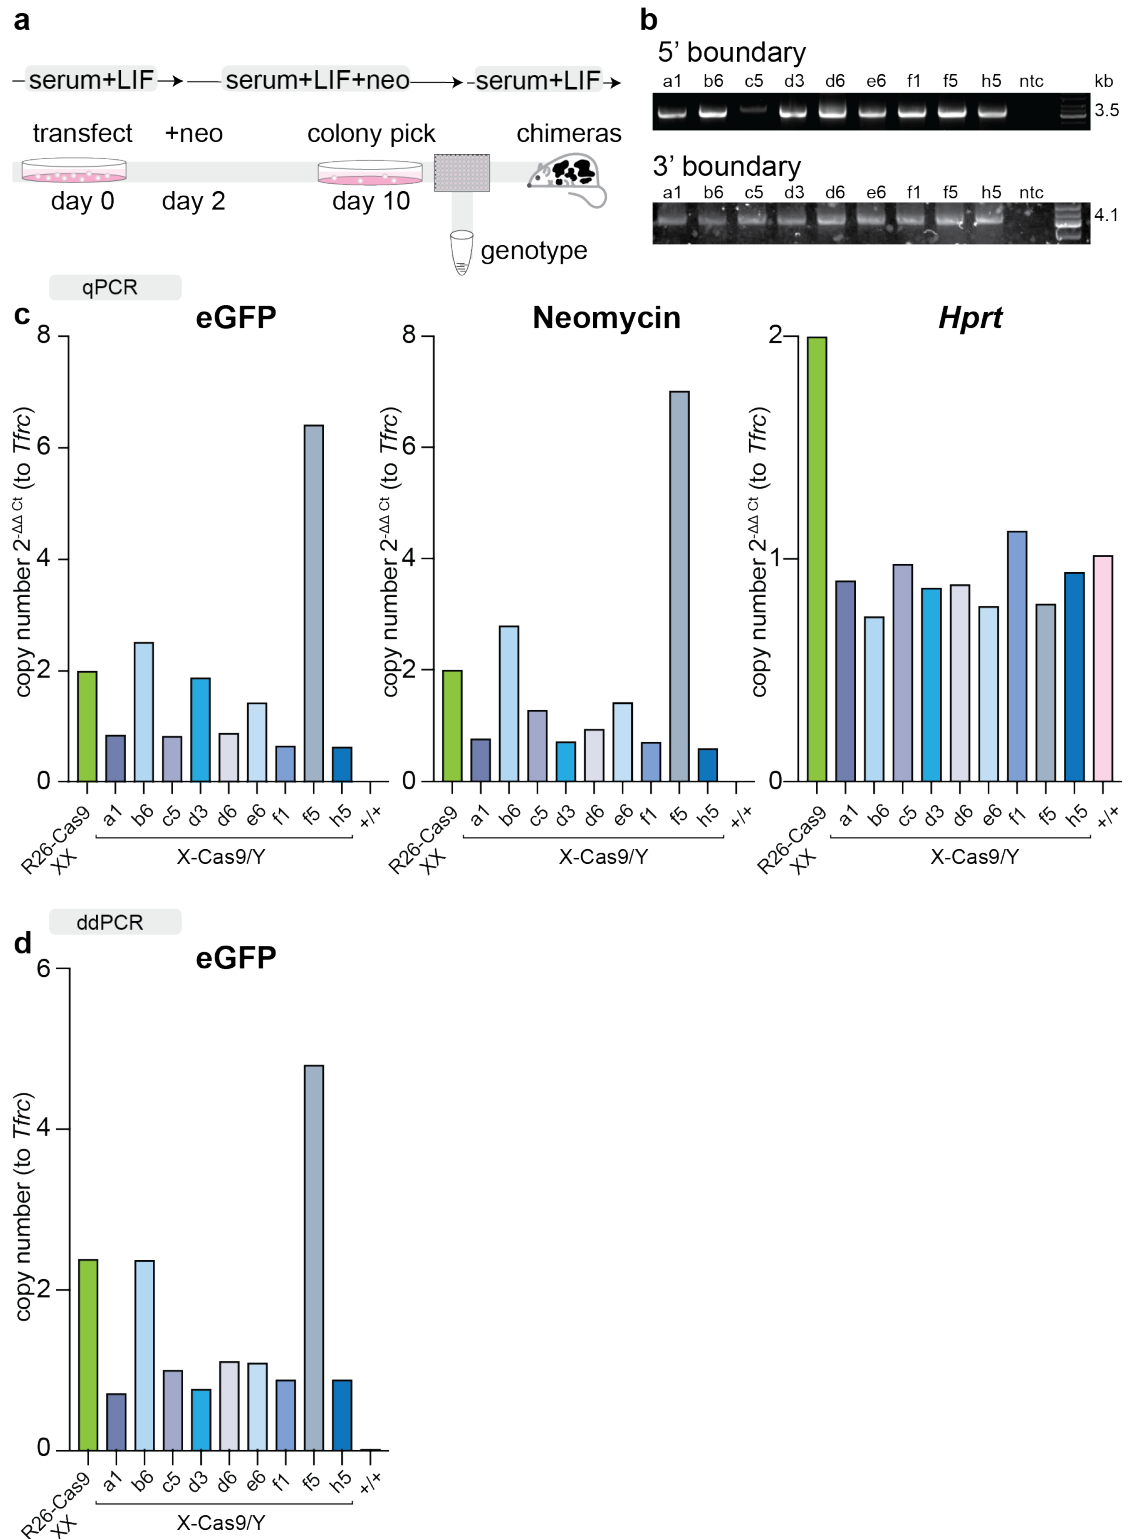 a
serum+LIF
serum+LIF+neo
serum+LIF
transfect
+neo
colony pick
chimeras
day 0
day 2
day 10
genotype
b
5’ boundary
a1 b6 c5 d3 d6 e6 f1 f5 h5 ntc kb
3.5
3’ boundary
a1 b6 c5 d3 d6 e6 f1 f5 h5 ntc
4.1
qPCR
c
eGFP
copy number 2-ΔΔ Ct (to Tfrc)
8
6
4
2
0
R26-Cas9
XX
a1 b6 c5 d3 d6 e6 f1 f5 h5 +/+
X-Cas9/Y
Neomycin
copy number 2-ΔΔ Ct (to Tfrc)
8
6
4
2
0
R26-Cas9
XX
a1 b6 c5 d3 d6 e6 f1 f5 h5 +/+
X-Cas9/Y
Hprt
copy number 2-ΔΔ Ct (to Tfrc)
2
1
0
R26-Cas9
XX
a1 b6 c5 d3 d6 e6 f1 f5 h5 +/+
X-Cas9/Y
ddPCR
d
eGFP
copy number (to Tfrc)
6
4
2
0
R26-Cas9
XX
a1 b6 c5 d3 d6 e6 f1 f5 h5 +/+
X-Cas9/Y